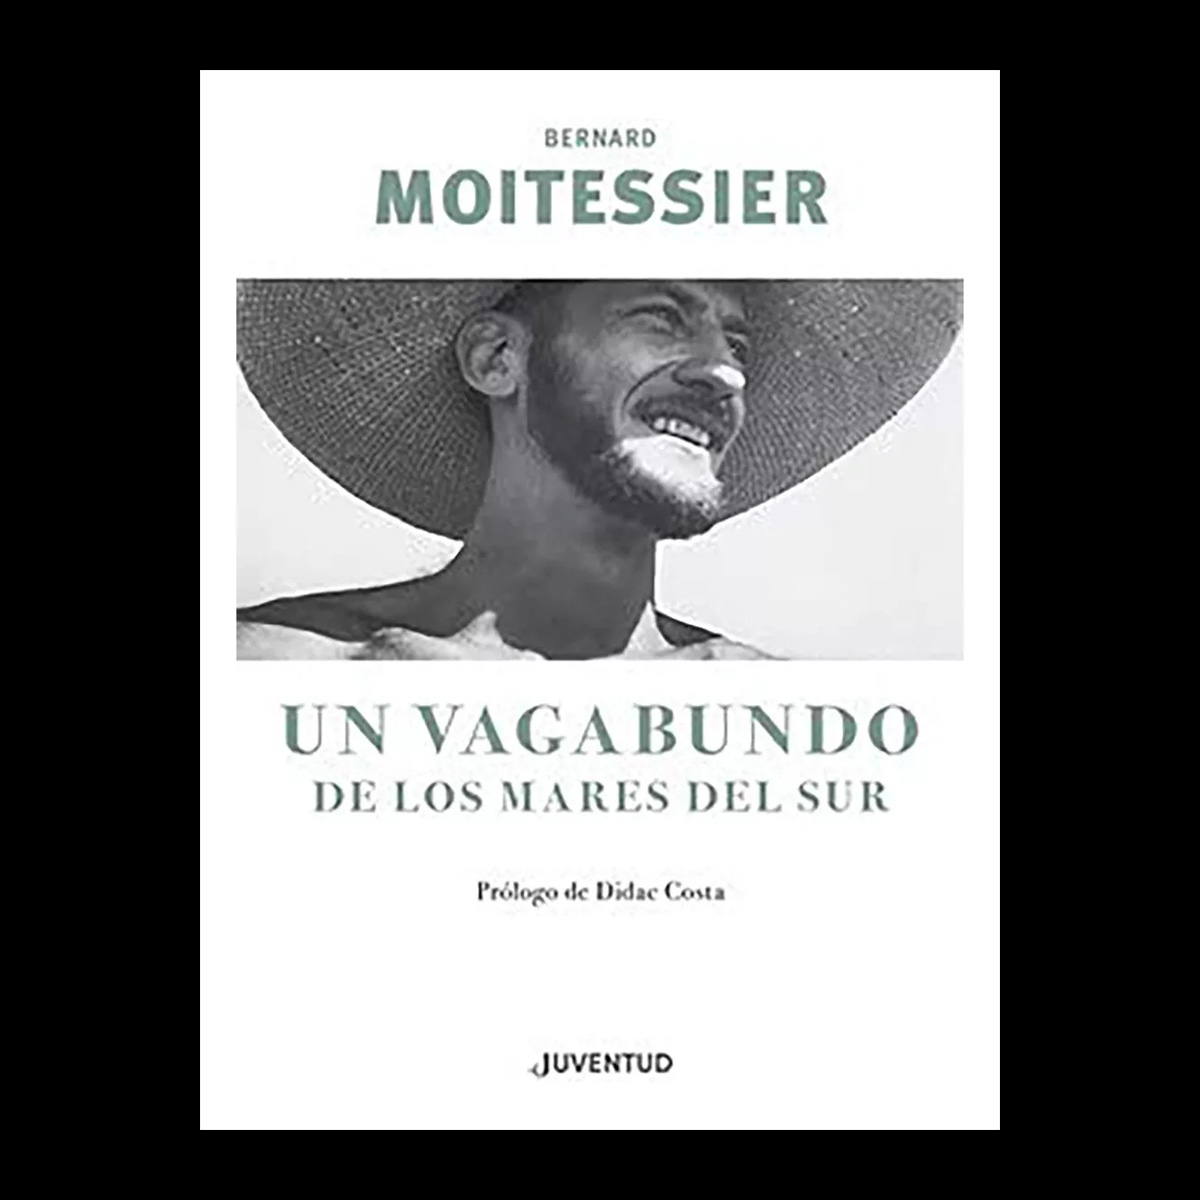 BERNARD
MOITESSIER
UN VAGABUNDO
DE LOS MARES DEL SUR
Prólogo de Didac Costa
JUVENTUD